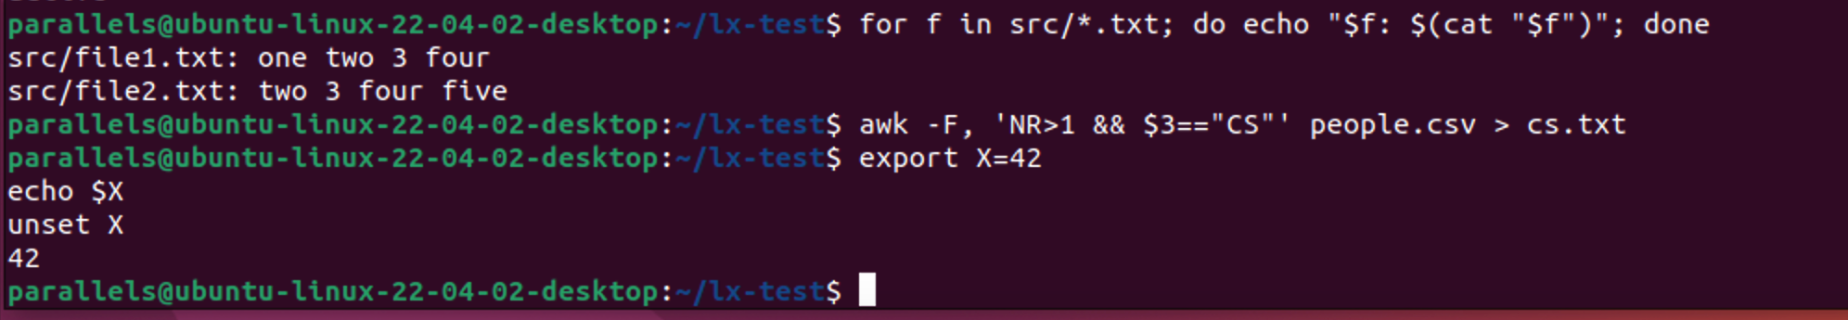 parallels@ubuntu-linux-22-04-02-desktop:~/lx-test$ for f in src/*.txt; do echo "$f: $(cat "$f")"; done
src/file1.txt: one two 3 four
src/file2.txt: two 3 four five
parallels@ubuntu-linux-22-04-02-desktop:~/lx-test$ awk -F, 'NR>1 && $3=="CS"' people.csv > cs.txt
parallels@ubuntu-linux-22-04-02-desktop:~/lx-test$ export X=42
echo $X
unset X
42
parallels@ubuntu-linux-22-04-02-desktop:~/lx-test$